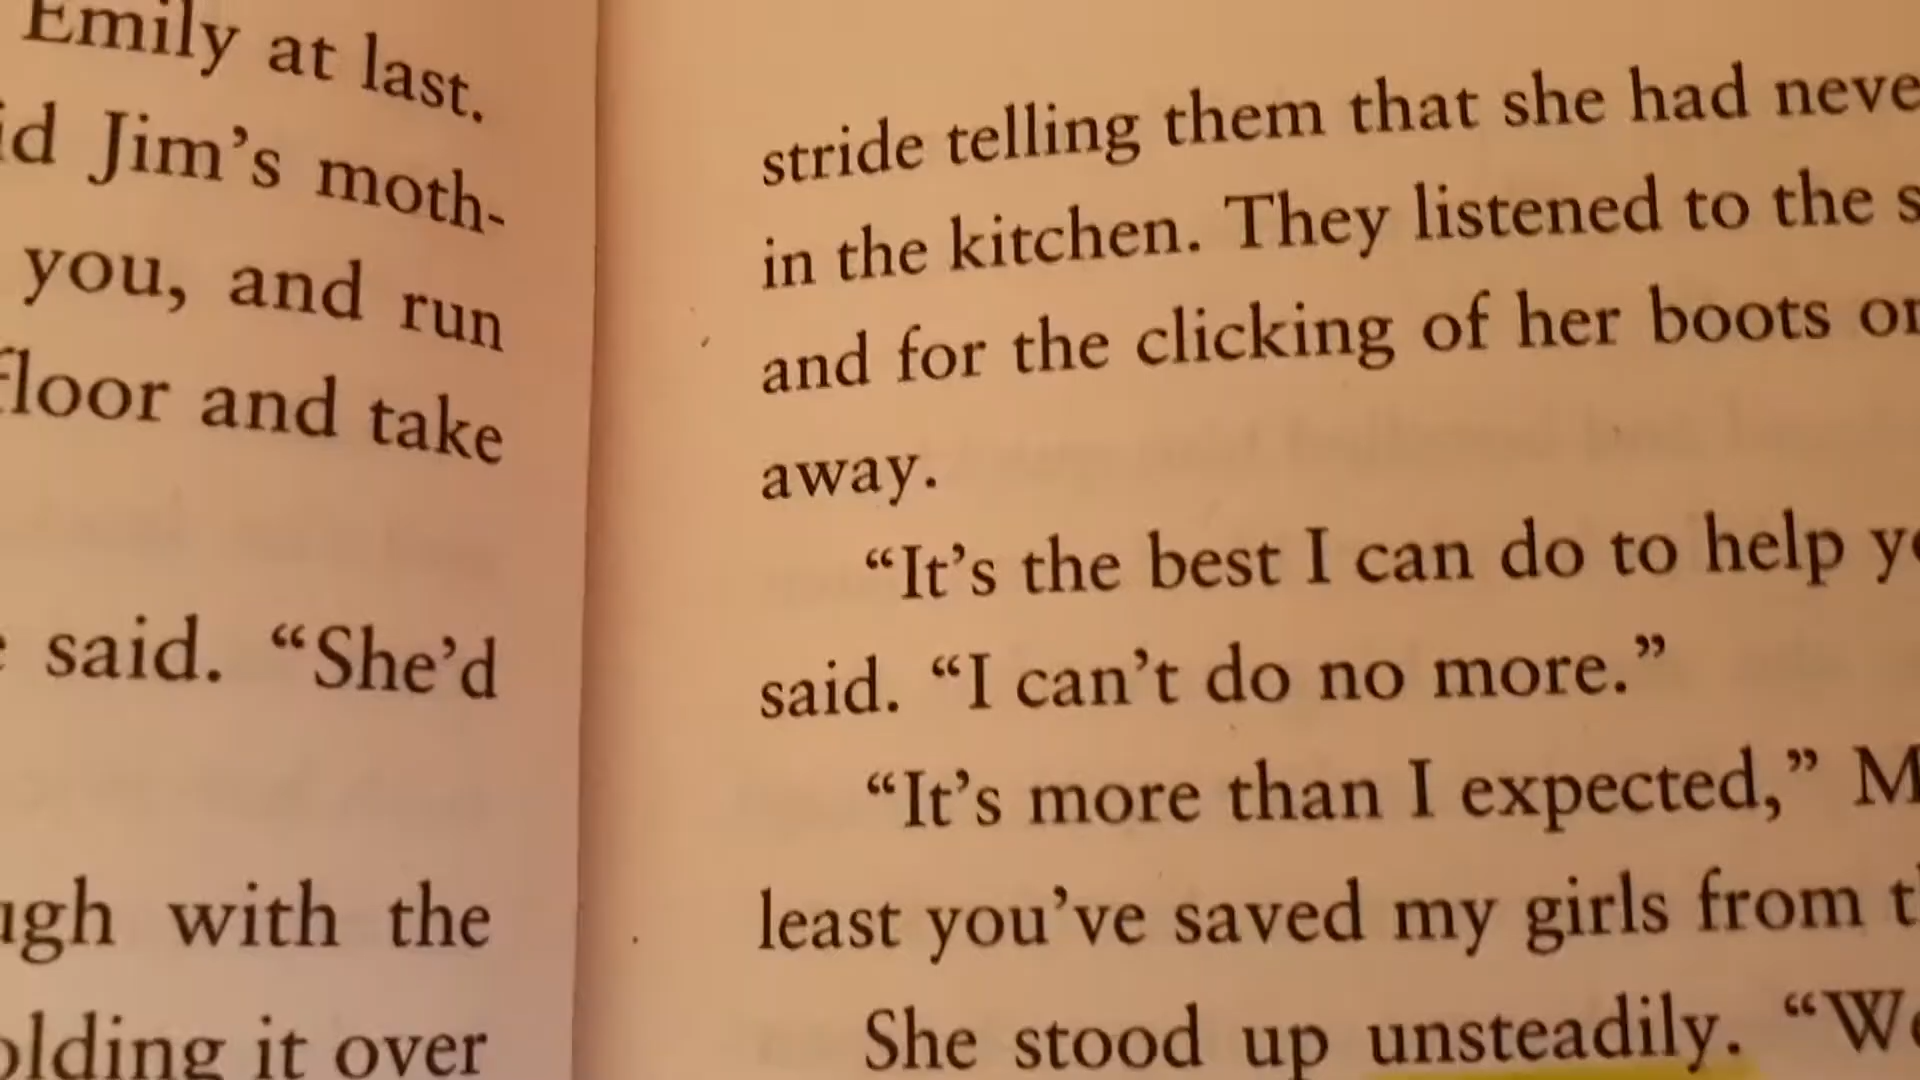 Emily at last.
Jim's moth-
you, and run
floor and take
said. "She'd
with the
it over
stride telling them that she had
in the kitchen. They listened to the
and for the clicking of her boots
away.
"It's the best I can do to help
said. "I can't do no more."
"It's more than I expected,"
least you've saved my girls from
She stood up unsteadily.